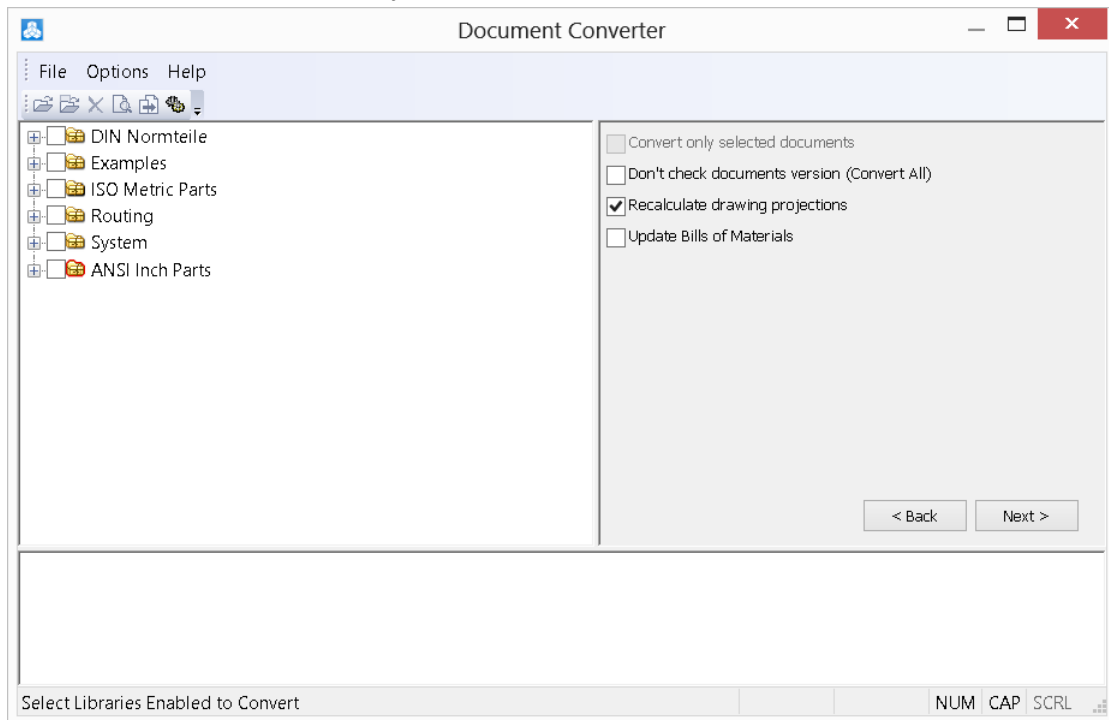 Document Converter
File Options Help
DIN Normteile
Examples
ISO Metric Parts
Routing
System
ANSI Inch Parts
Convert only selected documents
Don't check documents version (Convert All)
Recalculate drawing projections
Update Bills of Materials
< Back Next >
Select Libraries Enabled to Convert NUM CAP SCRL